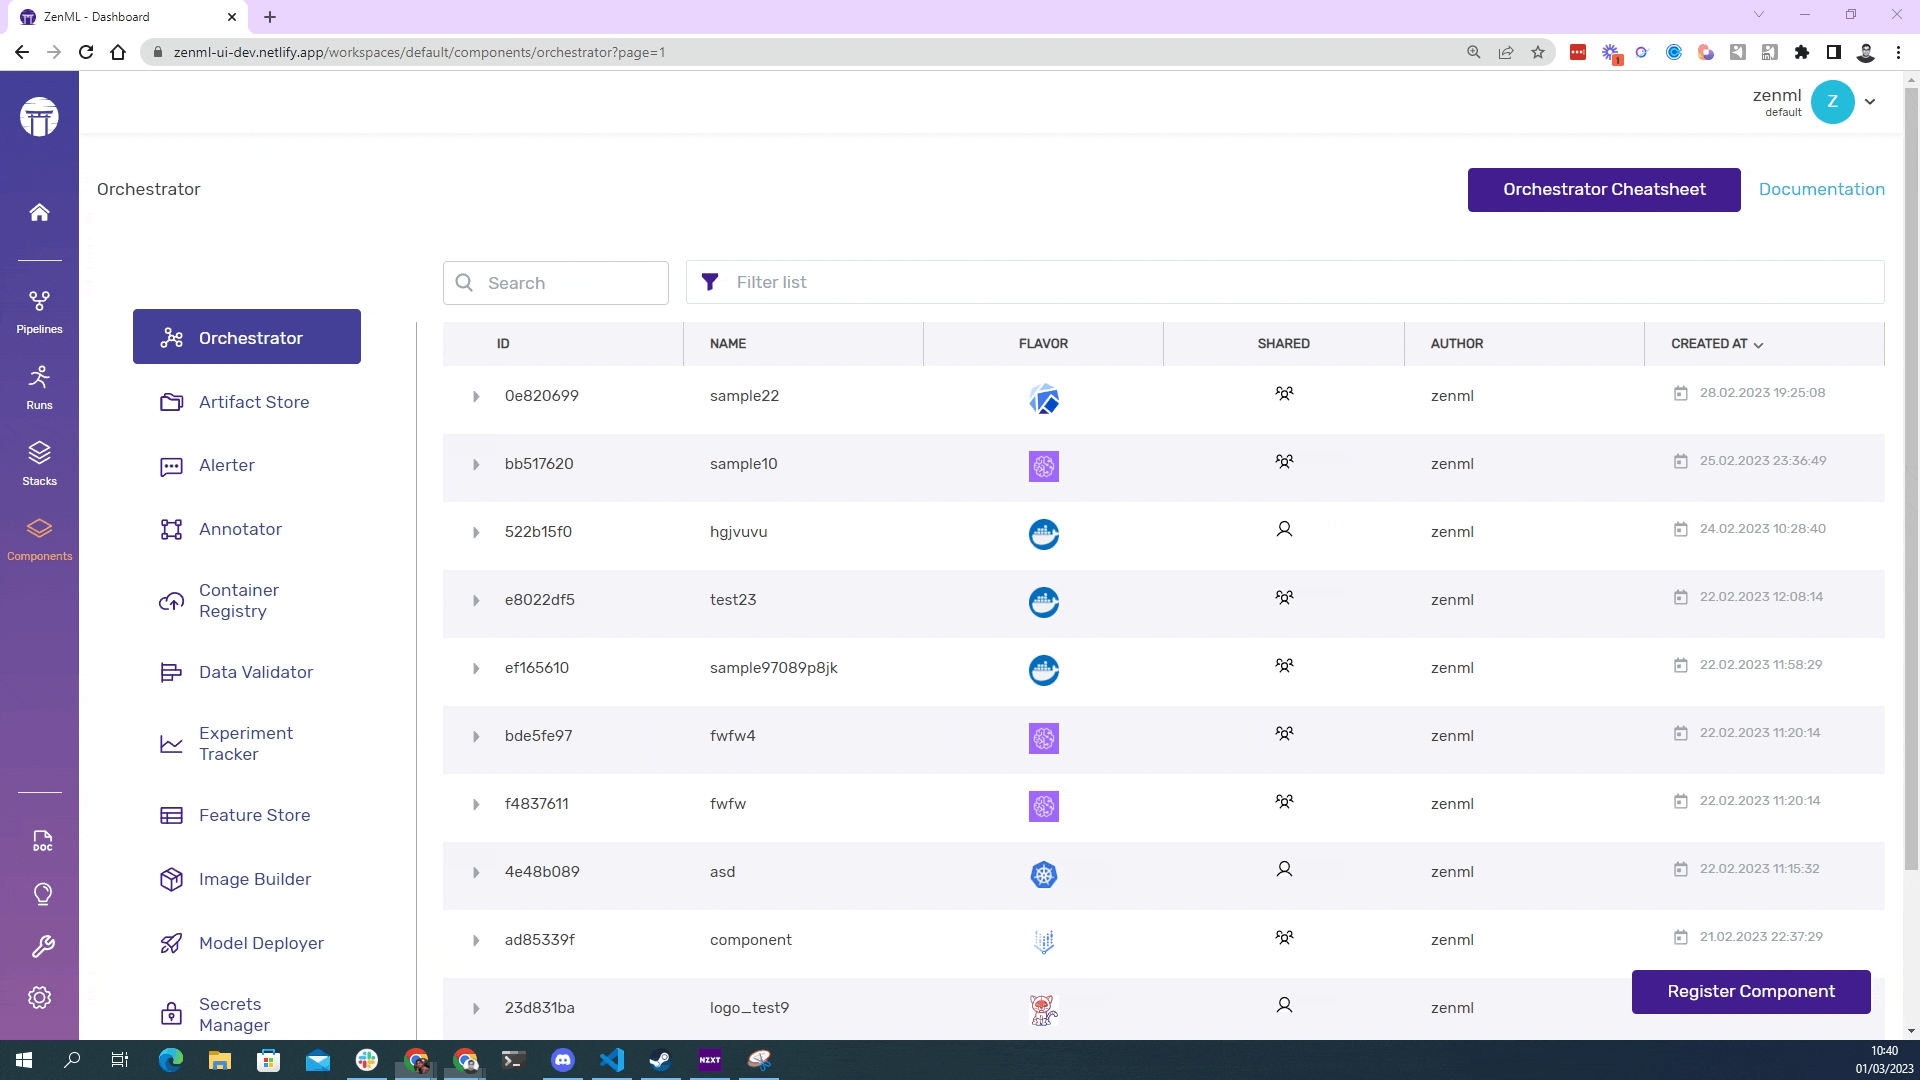 ZenML - Dashboard
zenml-ui-dev.netlify.app/workspaces/default/components/orchestrator?page=1
1
zenml
default
Z
Orchestrator
Orchestrator Cheatsheet
Documentation
Pipelines
Runs
Stacks
Components
DOC
Orchestrator
Artifact Store
Alerter
Annotator
Container
Registry
Data Validator
Experiment
Tracker
Feature Store
Image Builder
Model Deployer
Secrets
Manager
Search
Filter list
ID NAME FLAVOR SHARED AUTHOR CREATED AT
0e820699 sample22 zenml 28.02.2023 19:25:08
bb517620 sample10 zenml 25.02.2023 23:36:49
522b15f0 hgjvuvu zenml 24.02.2023 10:28:40
e8022df5 test23 zenml 22.02.2023 12:08:14
ef165610 sample97089p8jk zenml 22.02.2023 11:58:29
bde5fe97 fwfw4 zenml 22.02.2023 11:20:14
f4837611 fwfw zenml 22.02.2023 11:20:14
4e48b089 asd zenml 22.02.2023 11:15:32
ad85339f component zenml 21.02.2023 22:37:29
23d831ba logo_test9 zenml
Register Component
NZXT
10:40
01/03/2023